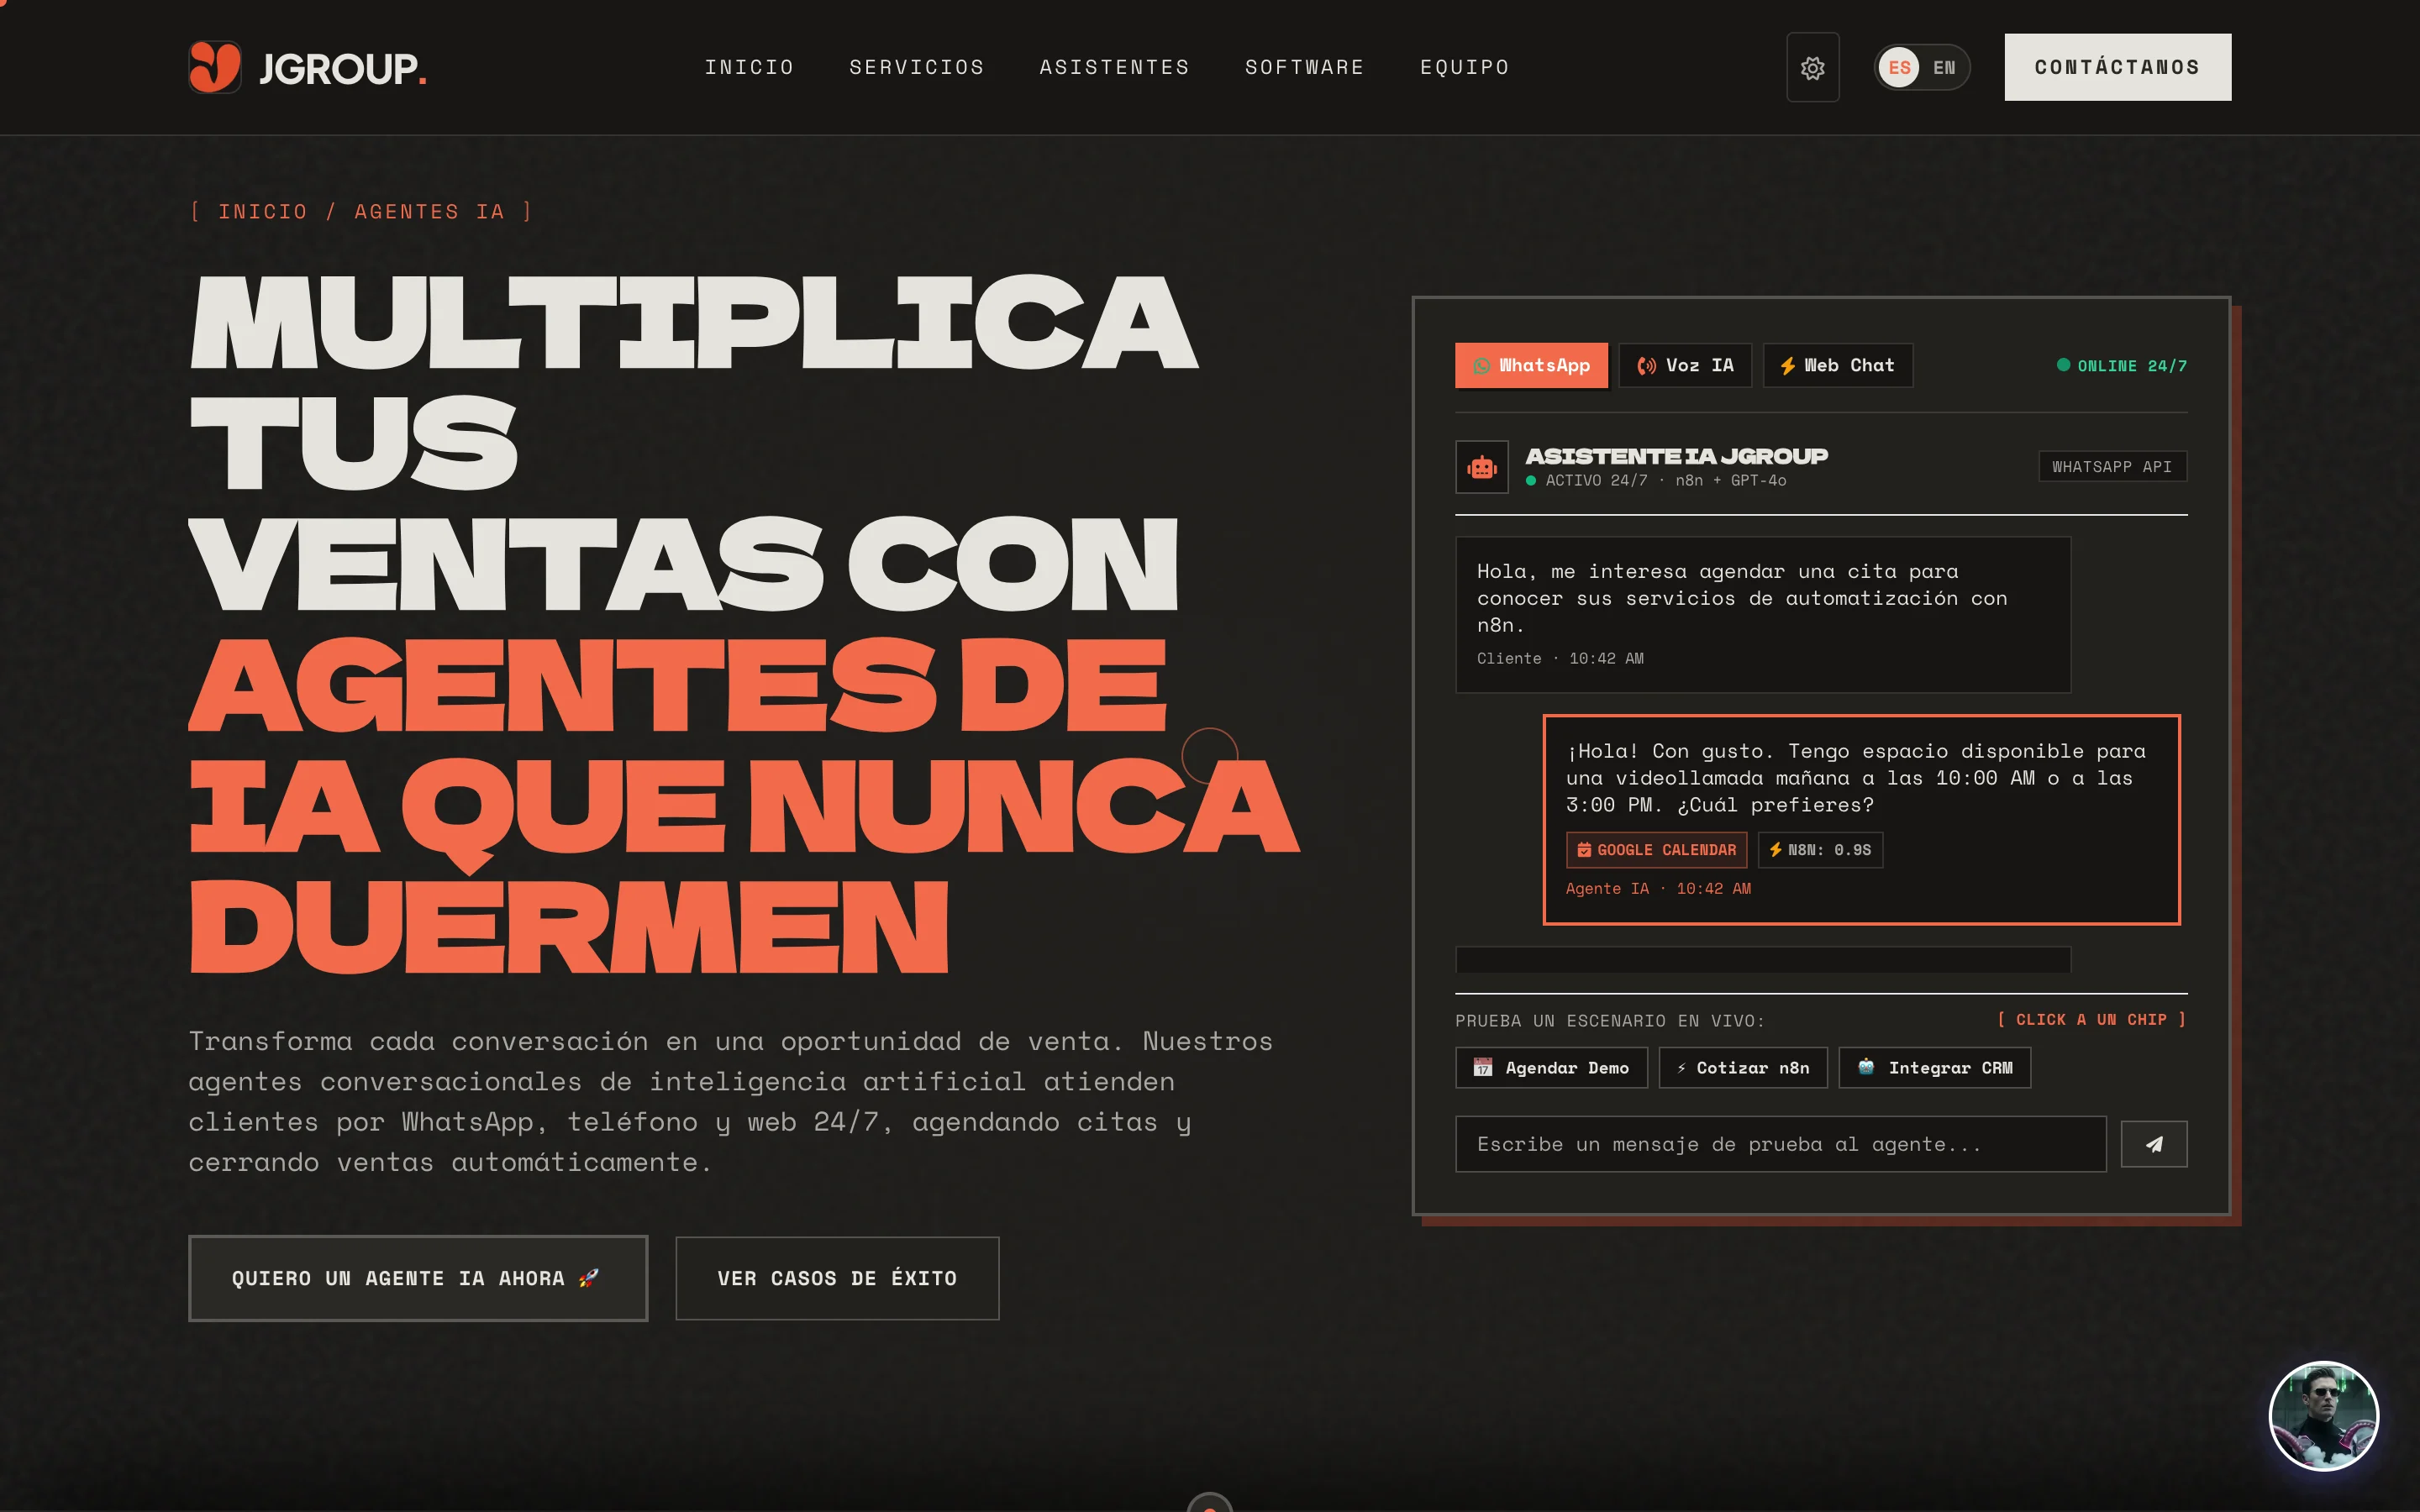 JGROUP.
INICIO
SERVICIOS
ASISTENTES
SOFTWARE
EQUIPO
ES
EN
CONTÁCTANOS
[ INICIO / AGENTES IA ]
MULTIPLICA
TUS
VENTAS CON
AGENTES DE
IA QUE NUNCA
DUERMEN
Transforma cada conversación en una oportunidad de venta. Nuestros
agentes conversacionales de inteligencia artificial atienden
clientes por WhatsApp, teléfono y web 24/7, agendando citas y
cerrando ventas automáticamente.
QUIERO UN AGENTE IA AHORA 🚀
VER CASOS DE ÉXITO
WhatsApp
Voz IA
Web Chat
ONLINE 24/7
ASISTENTE IA JGROUP
ACTIVO 24/7 · n8n + GPT-4o
WHATSAPP API
Hola, me interesa agendar una cita para
conocer sus servicios de automatización con
n8n.
Cliente · 10:42 AM
¡Hola! Con gusto. Tengo espacio disponible para
una videollamada mañana a las 10:00 AM o a las
3:00 PM. ¿Cuál prefieres?
GOOGLE CALENDAR
N8N: 0.9S
Agente IA · 10:42 AM
PRUEBA UN ESCENARIO EN VIVO:
[ CLICK A UN CHIP ]
📅 Agendar Demo
⚡ Cotizar n8n
🤖 Integrar CRM
Escribe un mensaje de prueba al agente...